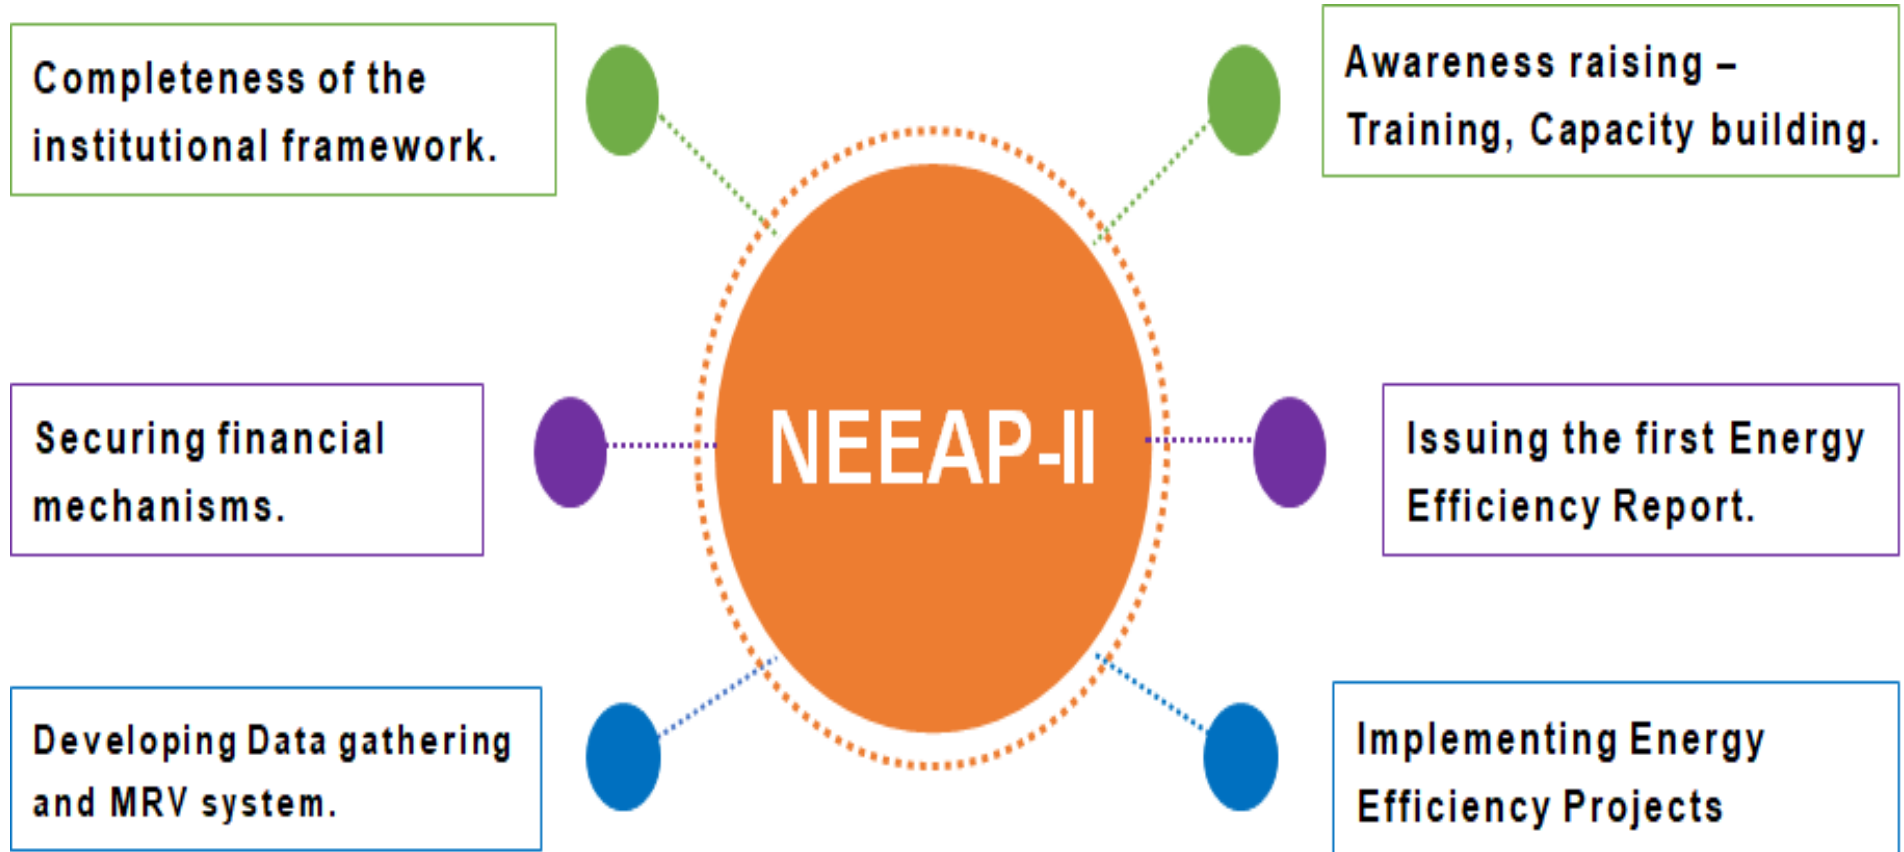 Completeness of the
institutional framework.
Awareness raising –
Training, Capacity building.
Securing financial
mechanisms.
NEEAP-II
Issuing the first Energy
Efficiency Report.
Developing Data gathering
and MRV system.
Implementing Energy
Efficiency Projects